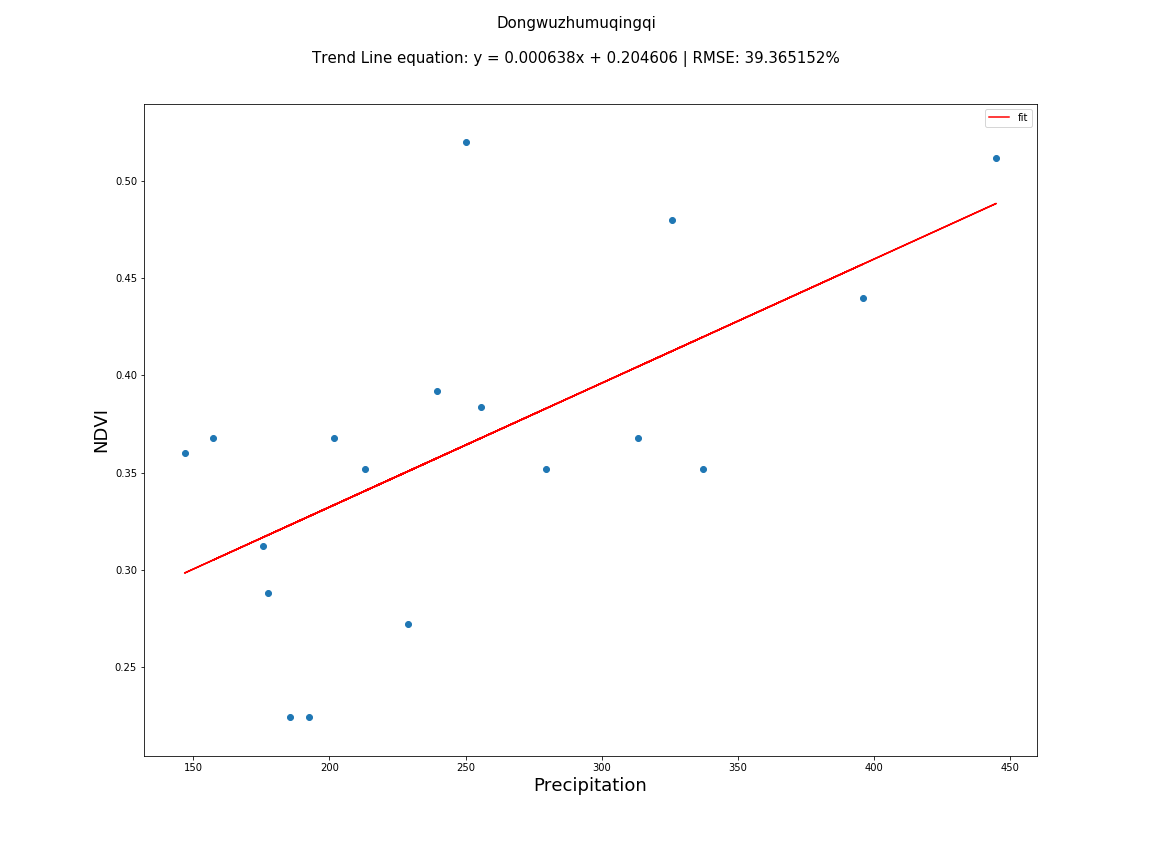 Dongwuzhumuqingqi
Trend Line equation: y = 0.000638x + 0.204606 | RMSE: 39.365152%
fit
0.50
0.45
0.40
0.35
0.30
0.25
NDVI
150 200 250 300 350 400 450
Precipitation